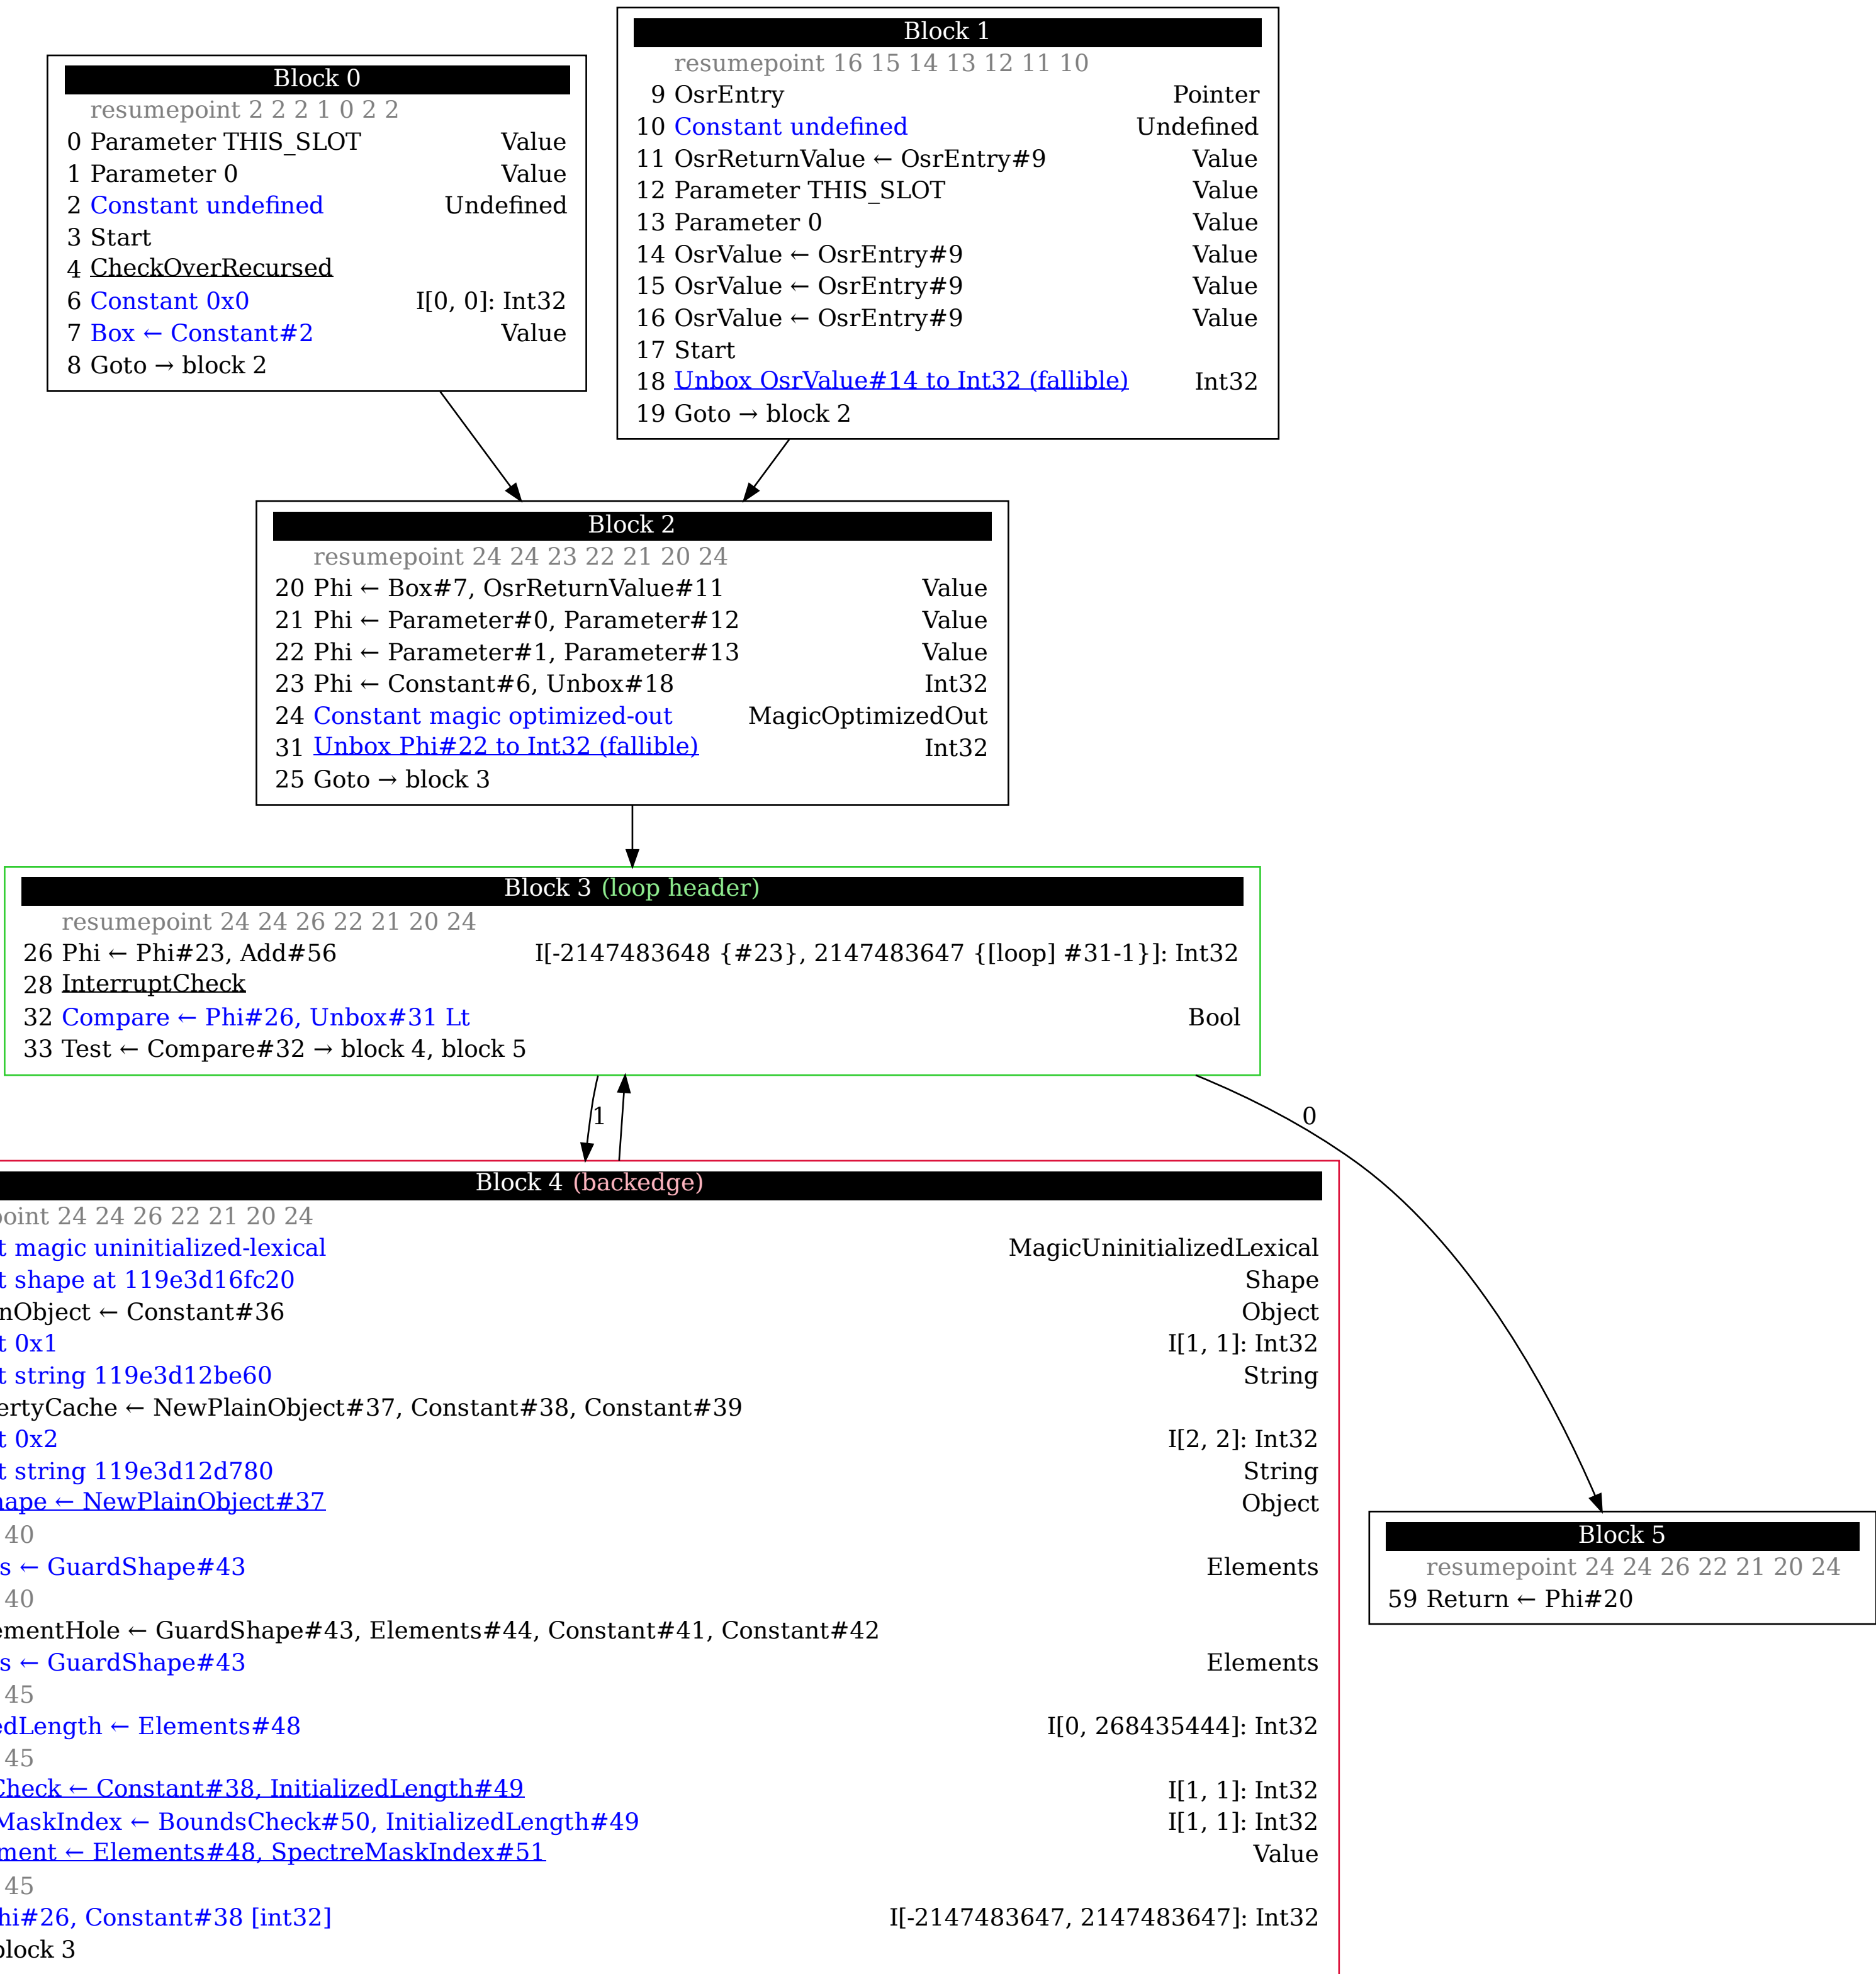 Block 0
resumepoint 2 2 2 1 0 2 2
0 Parameter THIS_SLOT Value
1 Parameter 0 Value
2 Constant undefined Undefined
3 Start
4 CheckOverRecursed
6 Constant 0x0 I[0, 0]: Int32
7 Box ← Constant#2 Value
8 Goto → block 2
Block 1
resumepoint 16 15 14 13 12 11 10
9 OsrEntry Pointer
10 Constant undefined Undefined
11 OsrReturnValue ← OsrEntry#9 Value
12 Parameter THIS_SLOT Value
13 Parameter 0 Value
14 OsrValue ← OsrEntry#9 Value
15 OsrValue ← OsrEntry#9 Value
16 OsrValue ← OsrEntry#9 Value
17 Start
18 Unbox OsrValue#14 to Int32 (fallible) Int32
19 Goto → block 2
Block 2
resumepoint 24 24 23 22 21 20 24
20 Phi ← Box#7, OsrReturnValue#11 Value
21 Phi ← Parameter#0, Parameter#12 Value
22 Phi ← Parameter#1, Parameter#13 Value
23 Phi ← Constant#6, Unbox#18 Int32
24 Constant magic optimized-out MagicOptimizedOut
31 Unbox Phi#22 to Int32 (fallible) Int32
25 Goto → block 3
Block 3 (loop header)
resumepoint 24 24 26 22 21 20 24
26 Phi ← Phi#23, Add#56 I[-2147483648 {#23}, 2147483647 {[loop] #31-1}]: Int32
28 InterruptCheck
32 Compare ← Phi#26, Unbox#31 Lt Bool
33 Test ← Compare#32 → block 4, block 5
1
0
Block 4 (backedge)
point 24 24 26 22 21 20 24
t magic uninitialized-lexical MagicUninitializedLexical
t shape at 119e3d16fc20 Shape
nObject ← Constant#36 Object
t 0x1 I[1, 1]: Int32
t string 119e3d12be60 String
ertyCache ← NewPlainObject#37, Constant#38, Constant#39
t 0x2 I[2, 2]: Int32
t string 119e3d12d780 String
hape ← NewPlainObject#37 Object
40
s ← GuardShape#43 Elements
40
ementHole ← GuardShape#43, Elements#44, Constant#41, Constant#42
s ← GuardShape#43 Elements
45
edLength ← Elements#48 I[0, 268435444]: Int32
45
Check ← Constant#38, InitializedLength#49 I[1, 1]: Int32
MaskIndex ← BoundsCheck#50, InitializedLength#49 I[1, 1]: Int32
ment ← Elements#48, SpectreMaskIndex#51 Value
45
hi#26, Constant#38 [int32] I[-2147483647, 2147483647]: Int32
block 3
Block 5
resumepoint 24 24 26 22 21 20 24
59 Return ← Phi#20